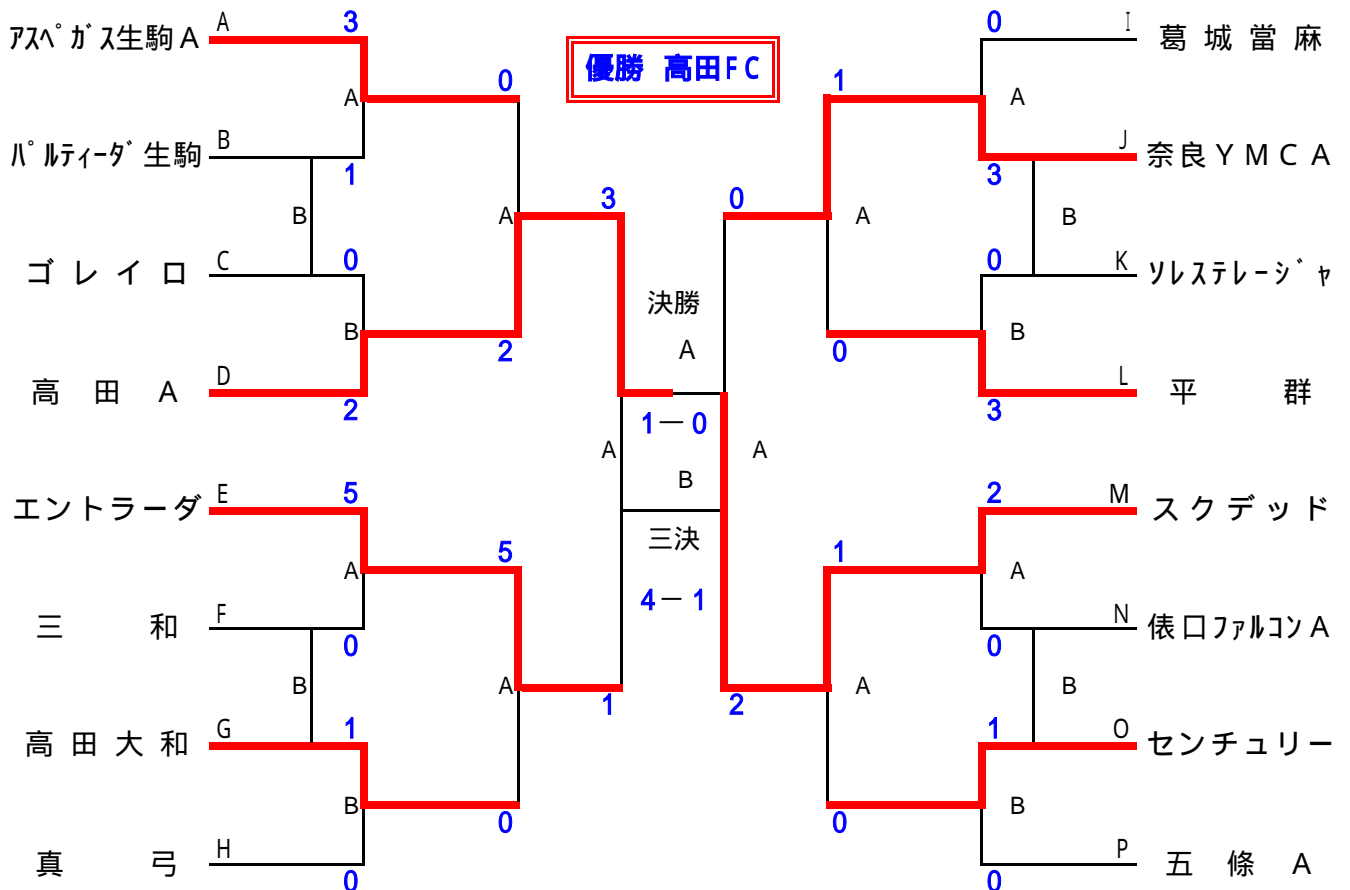 優勝 高田FC
アスペガス生駒A A 3
A
0
パルティーダ生駒 B 1
B
A
3
ゴレイロ C 0
B
2
高田A D 2
A
エントラーダ E 5
A
5
三和 F 0
B
A
1
高田大和 G 1
B
0
真弓 H 0
決勝
A
1－0
B
三決
4－1
0 I 葛城當麻
1
A
3 J 奈良YMCA
0
A
B
0 K ソレステレージャ
B
0
3 L 平群
A
2 M スクデッド
1
A
0 N 俵口ファルコンA
2
A
B
1 O センチュリー
B
0
0 P 五條A